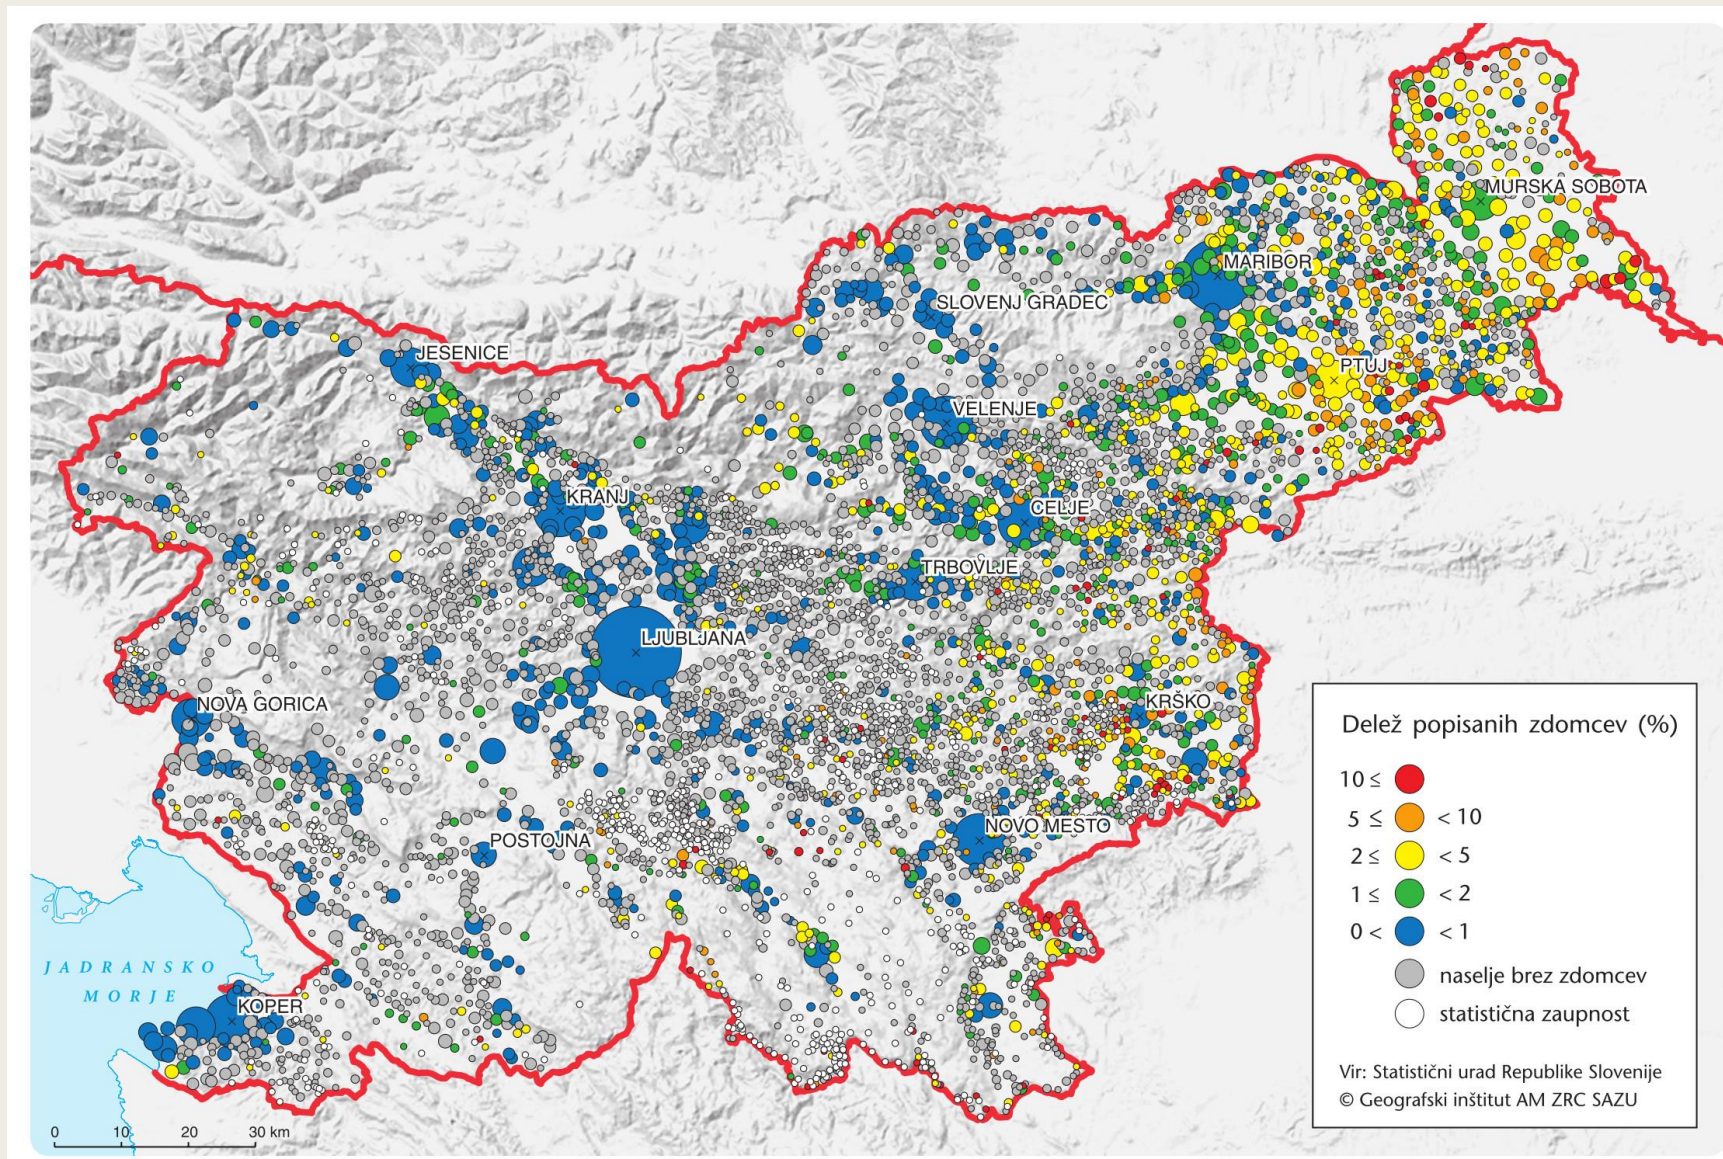 MURSKA SOBOTA
MARIBOR
SLOVENJ GRADEC
JESENICE
PTUJ
VELENJE
KRANJ
CELJE
TRBOVLJE
LJUBLJANA
NOVA GORICA
KRŠKO
NOVO MESTO
POSTOJNA
JADRANSKO
MORJE
KOPER
0 10 20 30 km
Delež popisanih zdomcev (%)
10 ≤
5 ≤ < 10
2 ≤ < 5
1 ≤ < 2
0 < < 1
naselje brez zdomcev
statistična zaupnost
Vir: Statistični urad Republike Slovenije
© Geografski inštitut AM ZRC SAZU